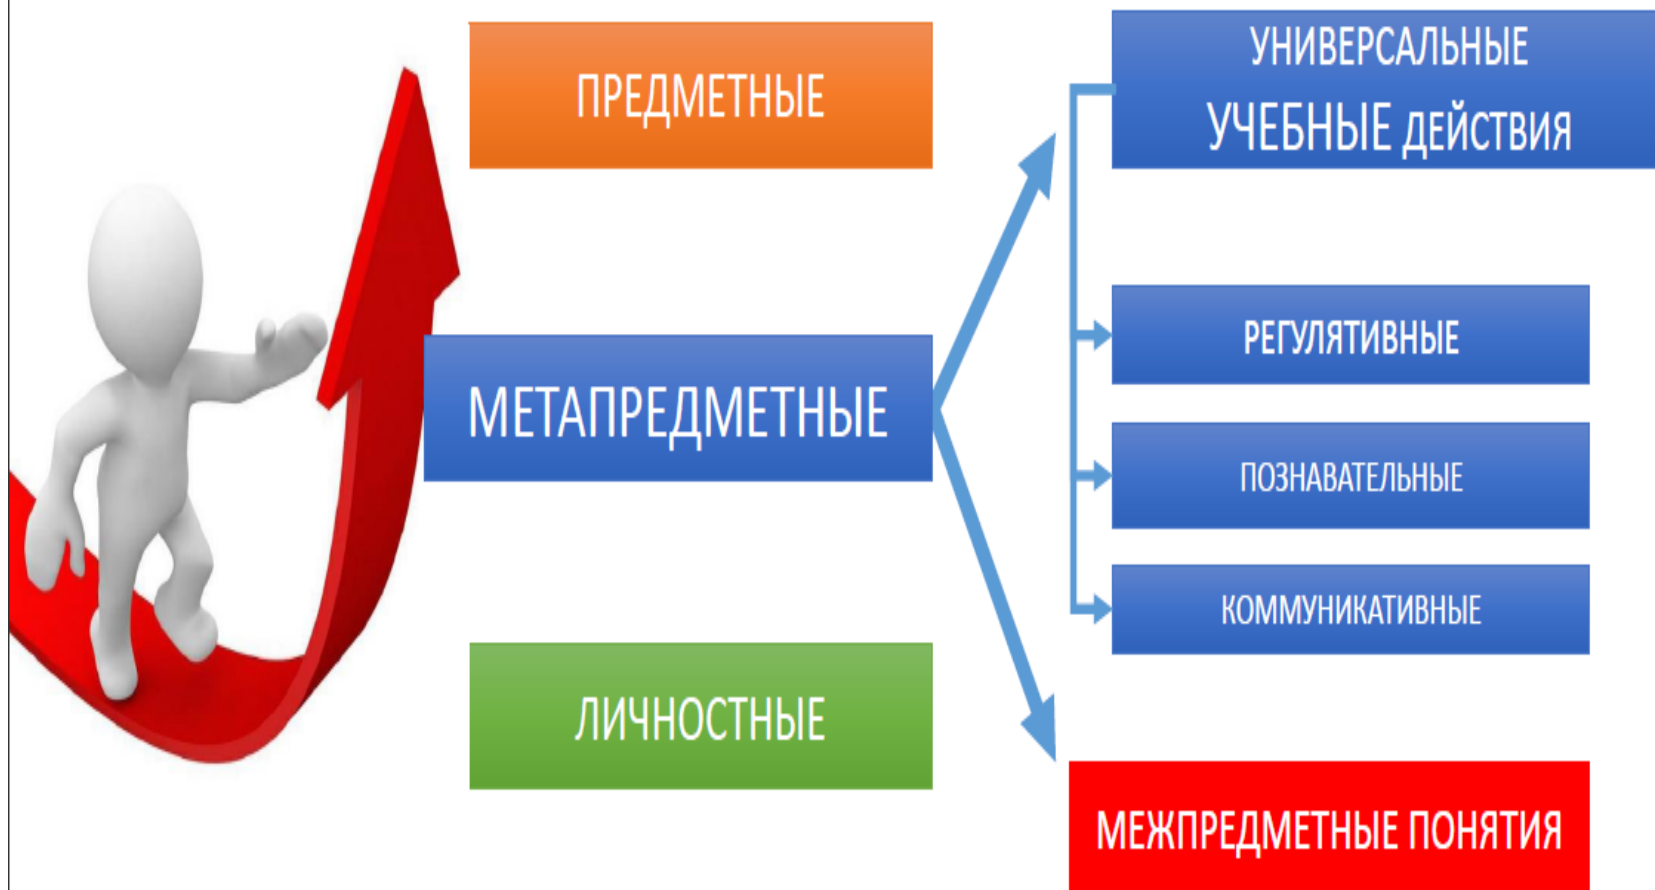 ПРЕДМЕТНЫЕ
МЕТАПРЕДМЕТНЫЕ
ЛИЧНОСТНЫЕ
УНИВЕРСАЛЬНЫЕ
УЧЕБНЫЕ ДЕЙСТВИЯ
РЕГУЛЯТИВНЫЕ
ПОЗНАВАТЕЛЬНЫЕ
КОММУНИКАТИВНЫЕ
МЕЖПРЕДМЕТНЫЕ ПОНЯТИЯ